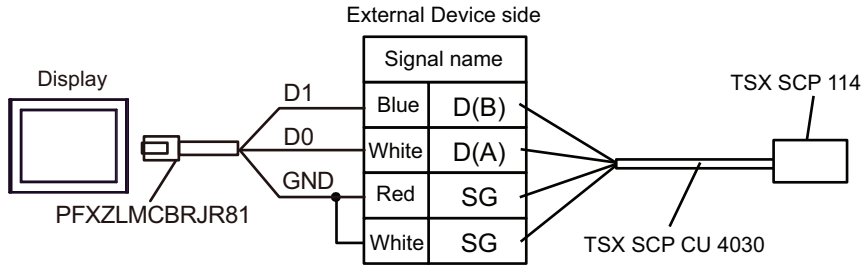 External Device side
Signal name
Display
TSX SCP 114
D1
Blue
D(B)
D0
White
D(A)
GND
Red
SG
PFXZLMCBRJR81
White
SG
TSX SCP CU 4030